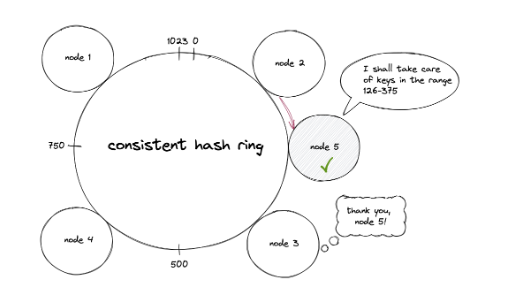 1023 0
node 1
node 2
I shall take care
of keys in the range
126-375
750
consistent hash ring
node 5
thank you,
node 5!
node 4
node 3
500